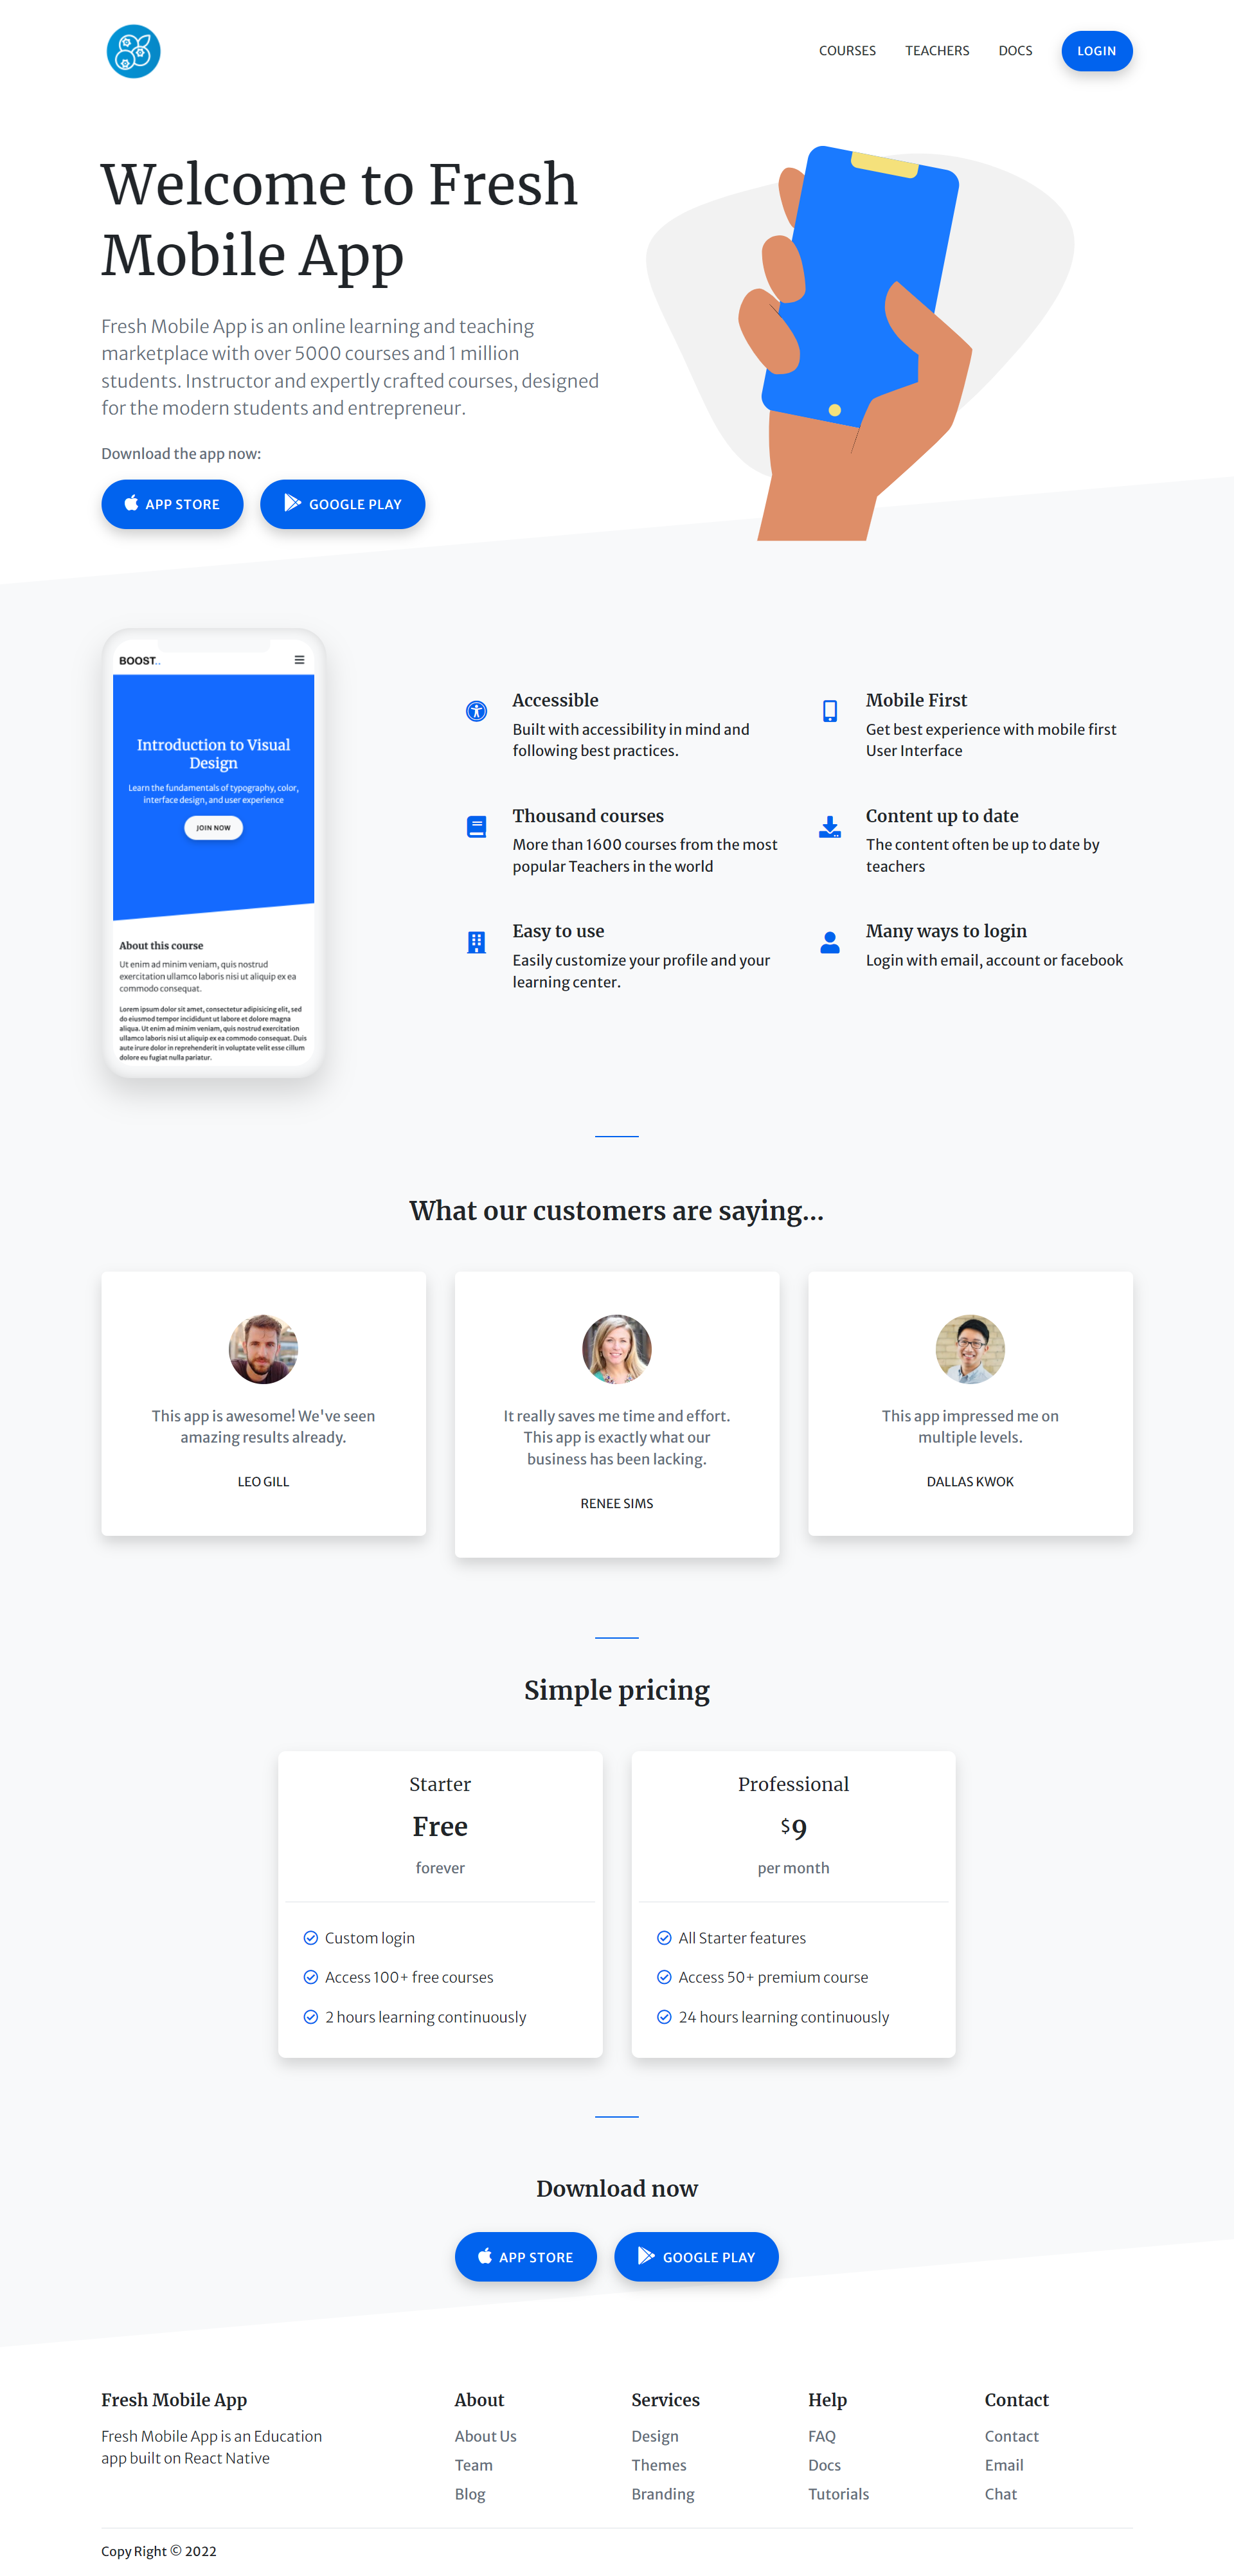 COURSES TEACHERS DOCS LOGIN
Welcome to Fresh
Mobile App
Fresh Mobile App is an online learning and teaching
marketplace with over 5000 courses and 1 million
students. Instructor and expertly crafted courses, designed
for the modern students and entrepreneur.
Download the app now:
APP STORE GOOGLE PLAY
BOOST..
Introduction to Visual
Design
Learn the fundamentals of typography, color,
interface design, and user experience
JOIN NOW
About this course
Ut enim ad minim veniam, quis nostrud
exercitation ullamco laboris nisi ut aliquip ex ea
commodo consequat.
Lorem ipsum dolor sit amet, consectetur adipisicing elit, sed
do eiusmod tempor incididunt ut labore et dolore magna
aliqua. Ut enim ad minim veniam, quis nostrud exercitation
ullamco laboris nisi ut aliquip ex ea commodo consequat. Duis
aute irure dolor in reprehenderit in voluptate velit esse cillum
dolore eu fugiat nulla pariatur.
Accessible
Built with accessibility in mind and
following best practices.
Mobile First
Get best experience with mobile first
User Interface
Thousand courses
More than 1600 courses from the most
popular Teachers in the world
Content up to date
The content often be up to date by
teachers
Easy to use
Easily customize your profile and your
learning center.
Many ways to login
Login with email, account or facebook
What our customers are saying...
This app is awesome! We've seen
amazing results already.
LEO GILL
It really saves me time and effort.
This app is exactly what our
business has been lacking.
RENEE SIMS
This app impressed me on
multiple levels.
DALLAS KWOK
Simple pricing
Starter
Free
forever
Custom login
Access 100+ free courses
2 hours learning continuously
Professional
$9
per month
All Starter features
Access 50+ premium course
24 hours learning continuously
Download now
APP STORE GOOGLE PLAY
Fresh Mobile App
Fresh Mobile App is an Education
app built on React Native
About
About Us
Team
Blog
Services
Design
Themes
Branding
Help
FAQ
Docs
Tutorials
Contact
Contact
Email
Chat
Copy Right © 2022